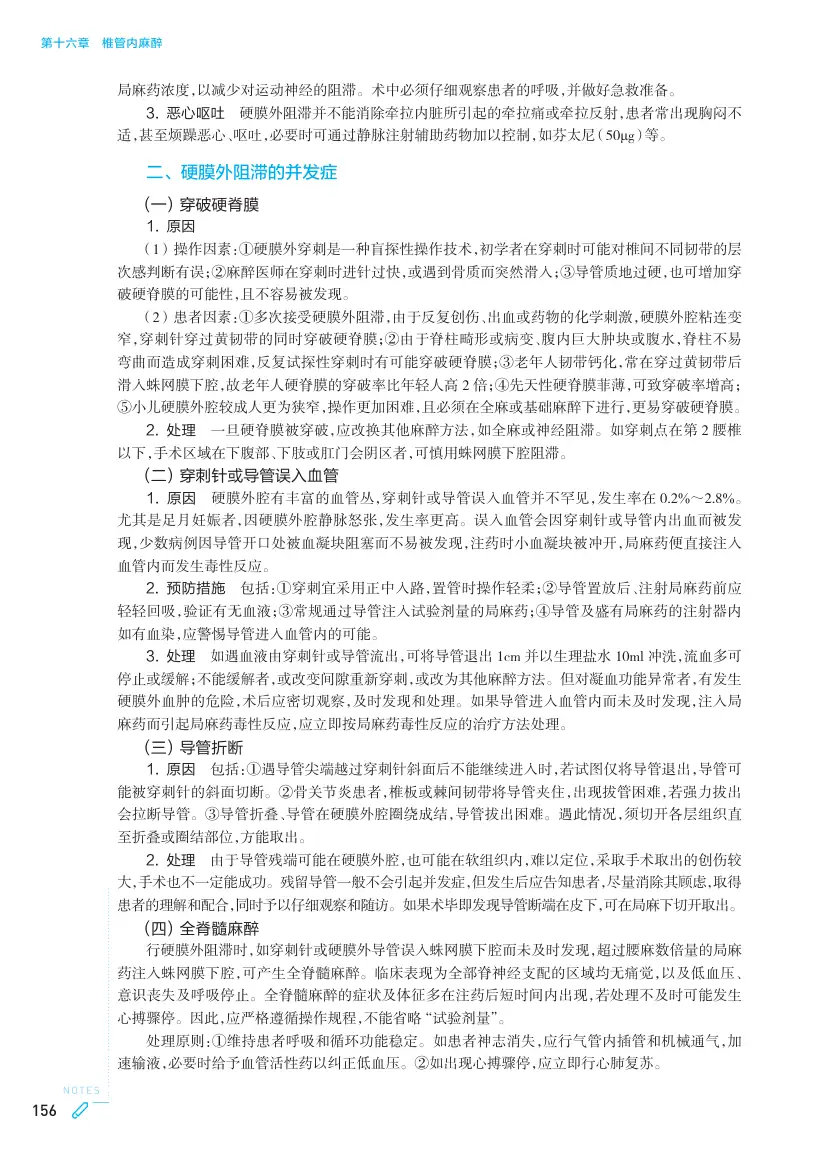 第十六章 椎管内麻醉
局麻药浓度,以减少对运动神经的阻滞。术中必须仔细观察患者的呼吸,并做好急救准备。
3. 恶心呕吐 硬膜外阻滞并不能消除牵拉内脏所引起的牵拉痛或牵拉反射,患者常出现胸闷不
适,甚至烦躁恶心、呕吐,必要时可通过静脉注射辅助药物加以控制,如芬太尼(50μg)等。
二、硬膜外阻滞的并发症
(一)穿破硬脊膜
1. 原因
(1)操作因素:①硬膜外穿刺是一种盲探性操作技术,初学者在穿刺时可能对椎间不同韧带的层
次感判断有误;②麻醉医师在穿刺时进针过快,或遇到骨质而突然滑入;③导管质地过硬,也可增加穿
破硬脊膜的可能性,且不容易被发现。
(2)患者因素:①多次接受硬膜外阻滞,由于反复创伤、出血或药物的化学刺激,硬膜外腔粘连变
窄,穿刺针穿过黄韧带的同时穿破硬脊膜;②由于脊柱畸形或病变、腹内巨大肿块或腹水,脊柱不易
弯曲而造成穿刺困难,反复试探性穿刺时有可能穿破硬脊膜;③老年人韧带钙化,常在穿过黄韧带后
滑入蛛网膜下腔,故老年人硬脊膜的穿破率比年轻人高 2 倍;④先天性硬脊膜菲薄,可致穿破率增高;
⑤小儿硬膜外腔较成人更为狭窄,操作更加困难,且必须在全麻或基础麻醉下进行,更易穿破硬脊膜。
2. 处理 一旦硬脊膜被穿破,应改换其他麻醉方法,如全麻或神经阻滞。如穿刺点在第 2 腰椎
以下,手术区域在下腹部、下肢或肛门会阴区者,可慎用蛛网膜下腔阻滞。
(二)穿刺针或导管误入血管
1. 原因 硬膜外腔有丰富的血管丛,穿刺针或导管误入血管并不罕见,发生率在 0.2%～2.8%。
尤其是足月妊娠者,因硬膜外腔静脉怒张,发生率更高。误入血管会因穿刺针或导管内出血而被发
现,少数病例因导管开口处被血凝块阻塞而不易被发现,注药时小血凝块被冲开,局麻药便直接注入
血管内而发生毒性反应。
2. 预防措施 包括:①穿刺宜采用正中入路,置管时操作轻柔;②导管置放后、注射局麻药前应
轻轻回吸,验证有无血液;③常规通过导管注入试验剂量的局麻药;④导管及盛有局麻药的注射器内
如有血染,应警惕导管进入血管内的可能。
3. 处理 如遇血液由穿刺针或导管流出,可将导管退出 1cm 并以生理盐水 10ml 冲洗,流血多可
停止或缓解;不能缓解者,或改变间隙重新穿刺,或改为其他麻醉方法。但对凝血功能异常者,有发生
硬膜外血肿的危险,术后应密切观察,及时发现和处理。如果导管进入血管内而未及时发现,注入局
麻药而引起局麻药毒性反应,应立即按局麻药毒性反应的治疗方法处理。
(三)导管折断
1. 原因 包括:①遇导管尖端越过穿刺针斜面后不能继续进入时,若试图仅将导管退出,导管可
能被穿刺针的斜面切断。②骨关节炎患者,椎板或棘间韧带将导管夹住,出现拔管困难,若强力拔出
会拉断导管。③导管折叠、导管在硬膜外腔圈绕成结,导管拔出困难。遇此情况,须切开各层组织直
至折叠或圈结部位,方能取出。
2. 处理 由于导管残端可能在硬膜外腔,也可能在软组织内,难以定位,采取手术取出的创伤较
大,手术也不一定能成功。残留导管一般不会引起并发症,但发生后应告知患者,尽量消除其顾虑,取得
患者的理解和配合,同时予以仔细观察和随访。如果术毕即发现导管断端在皮下,可在局麻下切开取出。
(四)全脊髓麻醉
行硬膜外阻滞时,如穿刺针或硬膜外导管误入蛛网膜下腔而未及时发现,超过腰麻数倍量的局麻
药注入蛛网膜下腔,可产生全脊髓麻醉。临床表现为全部脊神经支配的区域均无痛觉,以及低血压、
意识丧失及呼吸停止。全脊髓麻醉的症状及体征多在注药后短时间内出现,若处理不及时可能发生
心搏骤停。因此,应严格遵循操作规程,不能省略“试验剂量”。
处理原则:①维持患者呼吸和循环功能稳定。如患者神志消失,应行气管内插管和机械通气,加
速输液,必要时给予血管活性药以纠正低血压。②如出现心搏骤停,应立即行心肺复苏。
NOTES
156